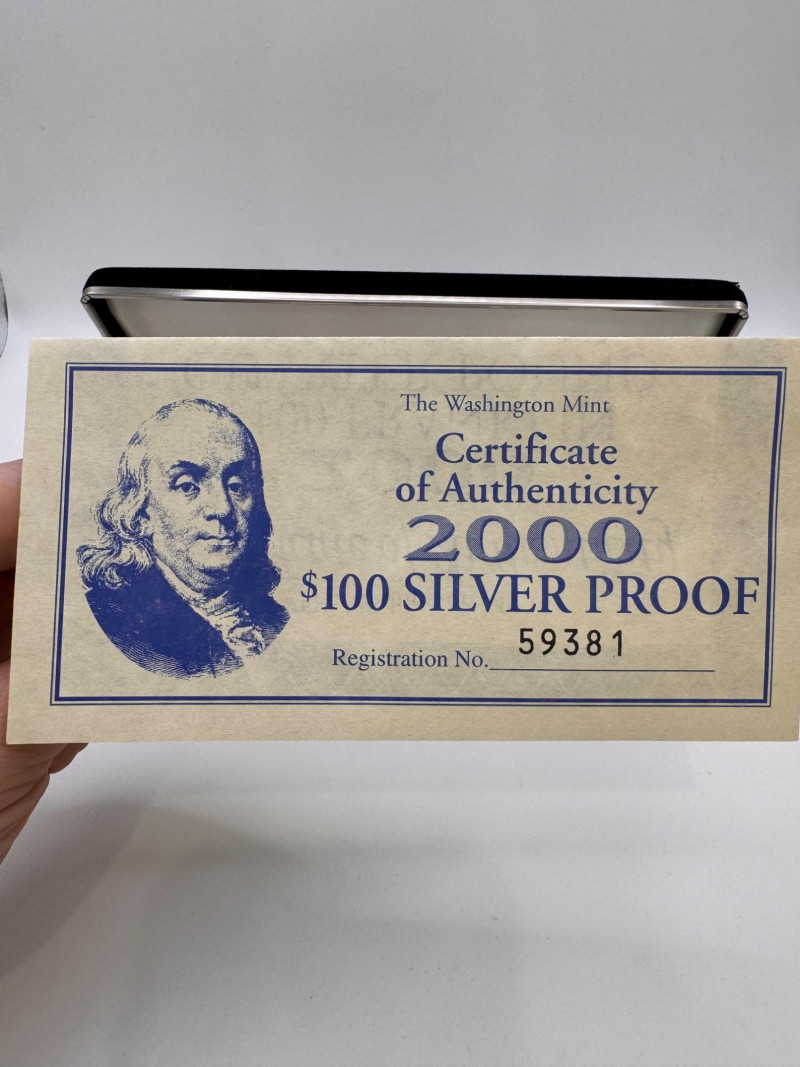 The Washington Mint
Certificate
of Authenticity
2000
$100 SILVER PROOF
Registration No. 59381